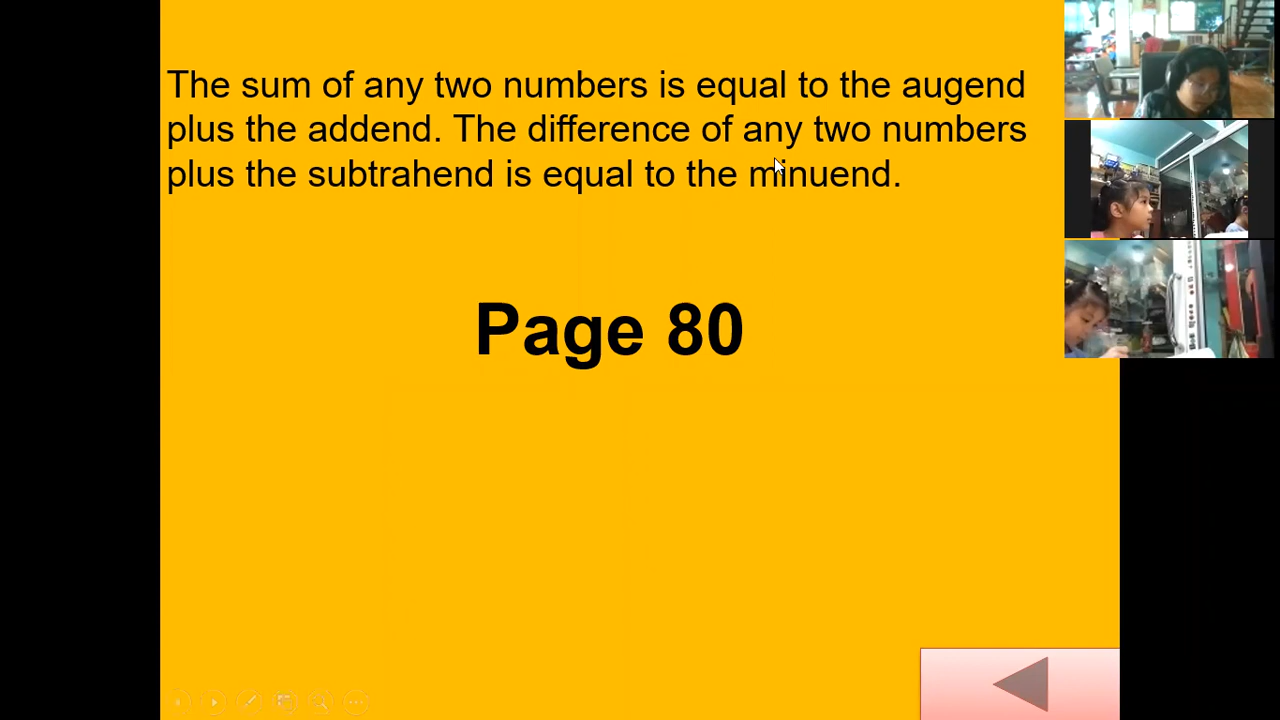 The sum of any two numbers is equal to the augend
plus the addend. The difference of any two numbers
plus the subtrahend is equal to the minuend.
Page 80